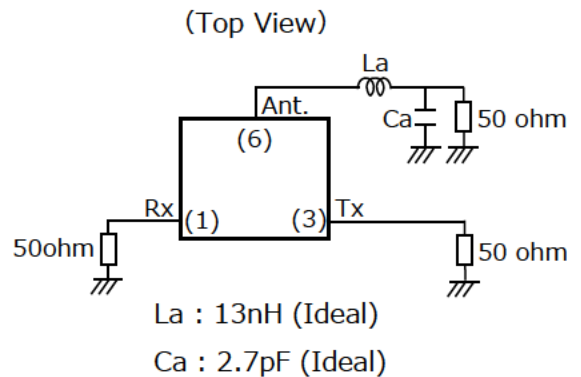 (Top View)
La
Ant.
Ca
50 ohm
(6)
Rx
(1)
(3)
Tx
50ohm
50 ohm
La : 13nH (Ideal)
Ca : 2.7pF (Ideal)